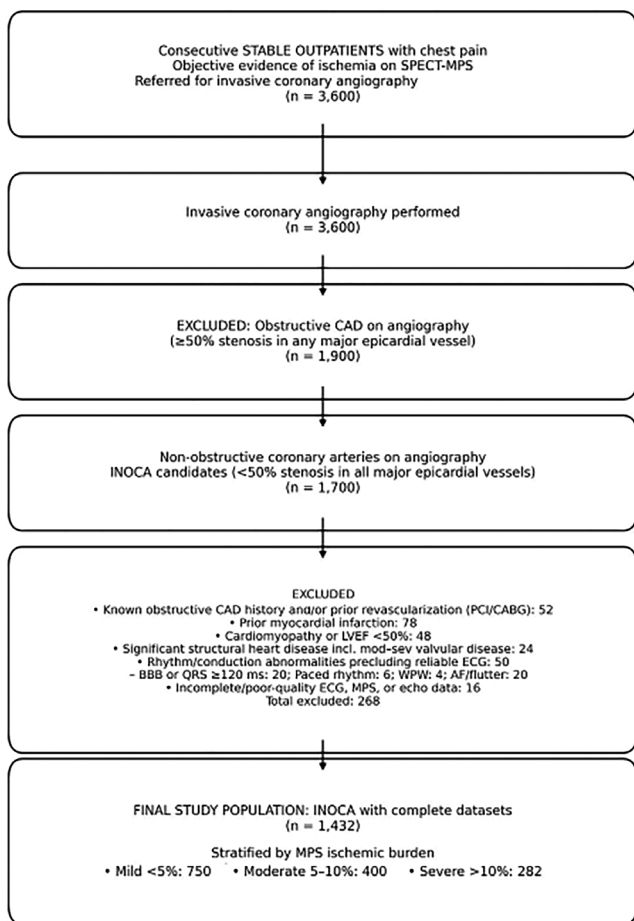 Consecutive STABLE OUTPATIENTS with chest pain
Objective evidence of ischemia on SPECT-MPS
Referred for invasive coronary angiography
(n = 3,600)
Invasive coronary angiography performed
(n = 3,600)
EXCLUDED: Obstructive CAD on angiography
(≥50% stenosis in any major epicardial vessel)
(n = 1,900)
Non-obstructive coronary arteries on angiography
INOCA candidates (<50% stenosis in all major epicardial vessels)
(n = 1,700)
EXCLUDED
• Known obstructive CAD history and/or prior revascularization (PCI/CABG): 52
• Prior myocardial infarction: 78
• Cardiomyopathy or LVEF <50%: 48
• Significant structural heart disease incl. mod–sev valvular disease: 24
• Rhythm/conduction abnormalities precluding reliable ECG: 50
– BBB or QRS ≥120 ms: 20; Paced rhythm: 6; WPW: 4; AF/flutter: 20
• Incomplete/poor-quality ECG, MPS, or echo data: 16
Total excluded: 268
FINAL STUDY POPULATION: INOCA with complete datasets
(n = 1,432)
Stratified by MPS ischemic burden
• Mild <5%: 750 • Moderate 5–10%: 400 • Severe >10%: 282